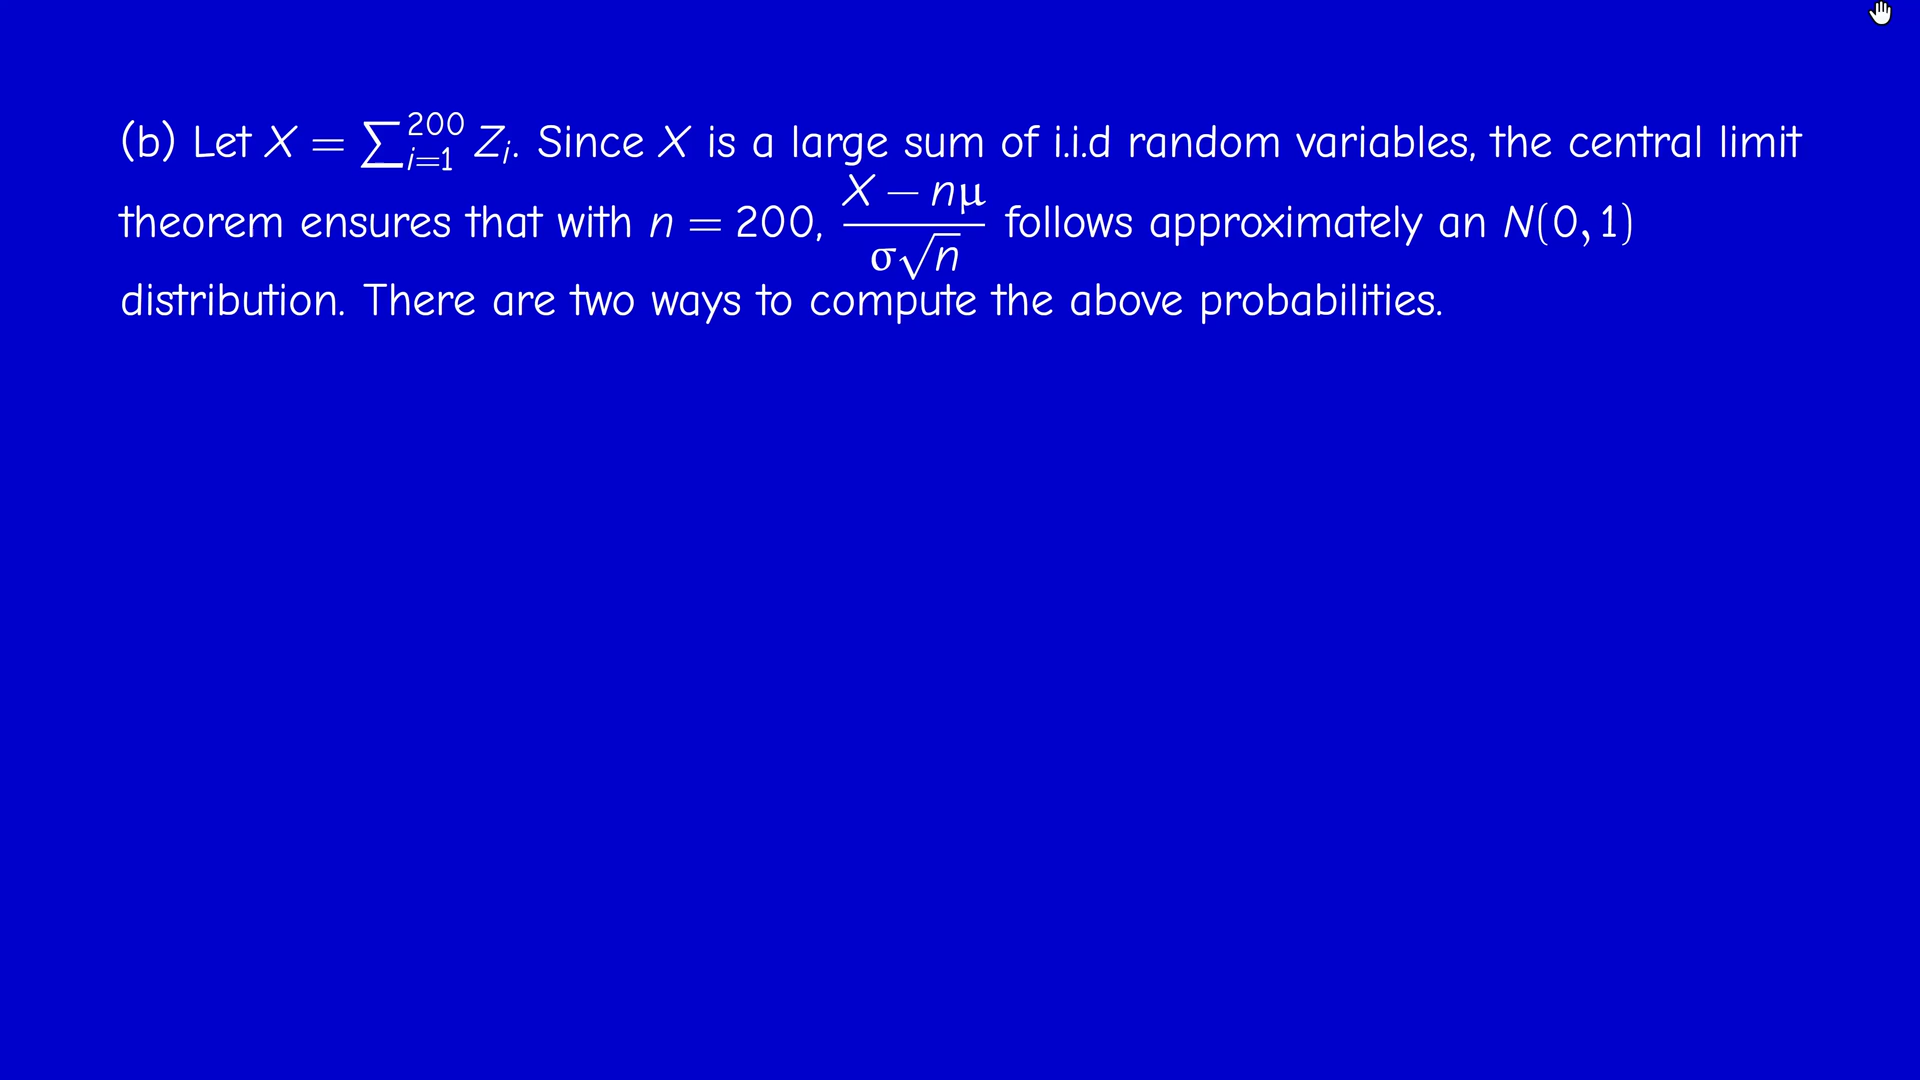 (b) Let X = ∑_{i=1}^{200} Z_i. Since X is a large sum of i.i.d random variables, the central limit
theorem ensures that with n = 200, \frac{X − nμ}{σ√n} follows approximately an N(0, 1)
distribution. There are two ways to compute the above probabilities.